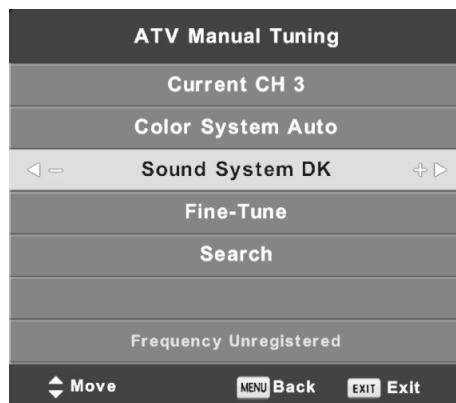 ATV Manual Tuning
Current CH 3
Color System Auto
Sound System DK
Fine-Tune
Search
Frequency Unregistered
Move MENU Back EXIT Exit